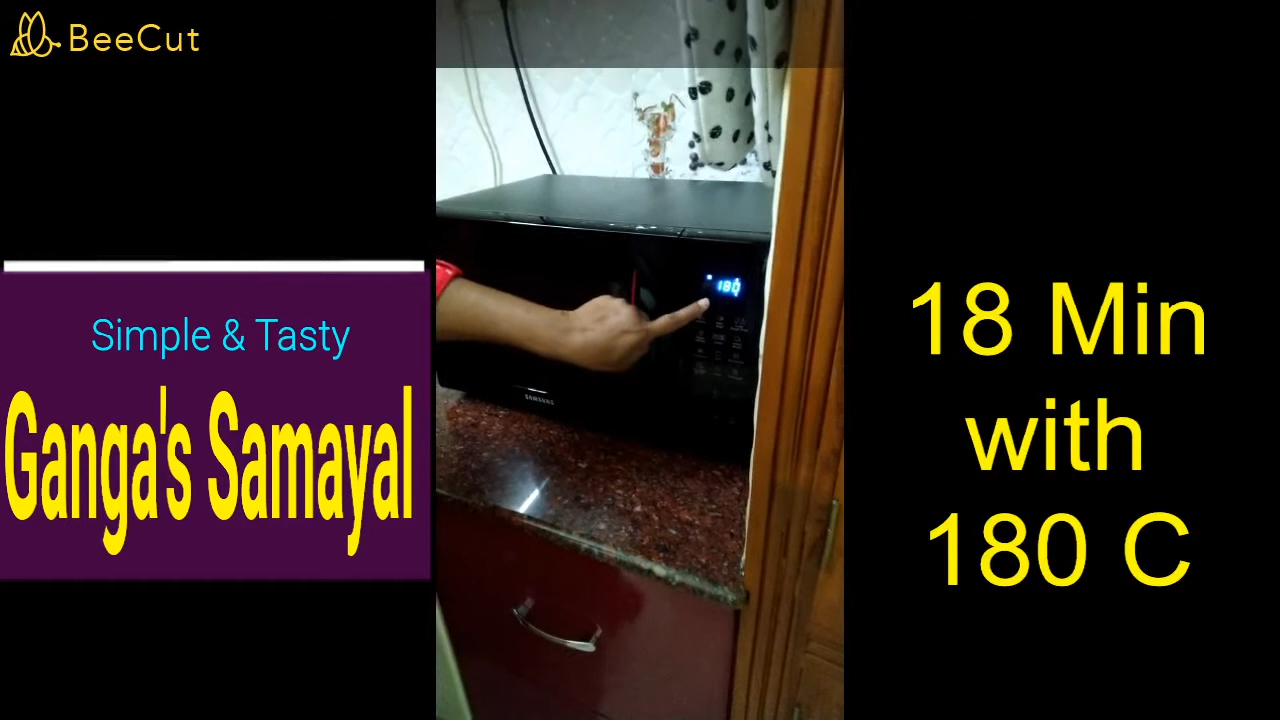 BeeCut
Simple & Tasty
Ganga's Samayal
180
SAMSUNG
18 Min
with
180 C